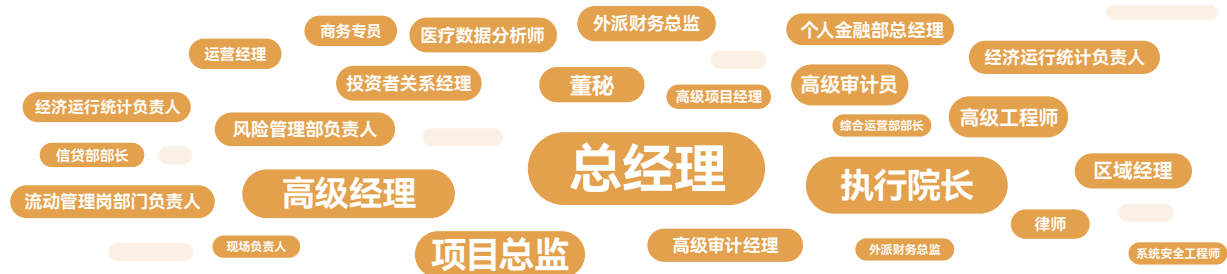 商务专员
医疗数据分析师
外派财务总监
个人金融部总经理
运营经理
经济运行统计负责人
投资者关系经理
董秘
高级项目经理
高级审计员
经济运行统计负责人
风险管理部负责人
综合运营部部长
高级工程师
信贷部部长
总经理
区域经理
流动管理岗部门负责人
高级经理
执行院长
律师
现场负责人
项目总监
高级审计经理
外派财务总监
系统安全工程师